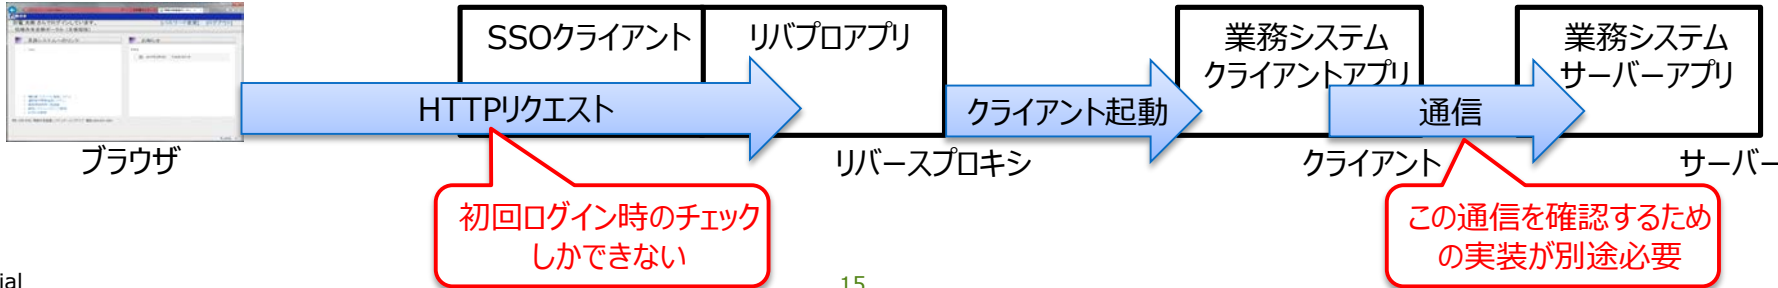 SSOクライアント
リバプロアプリ
業務システム
クライアントアプリ
業務システム
サーバーアプリ
HTTPリクエスト
クライアント起動
通信
ブラウザ
リバースプロキシ
クライアント
サーバー
初回ログイン時のチェック
しかできない
この通信を確認するため
の実装が別途必要
ial
15